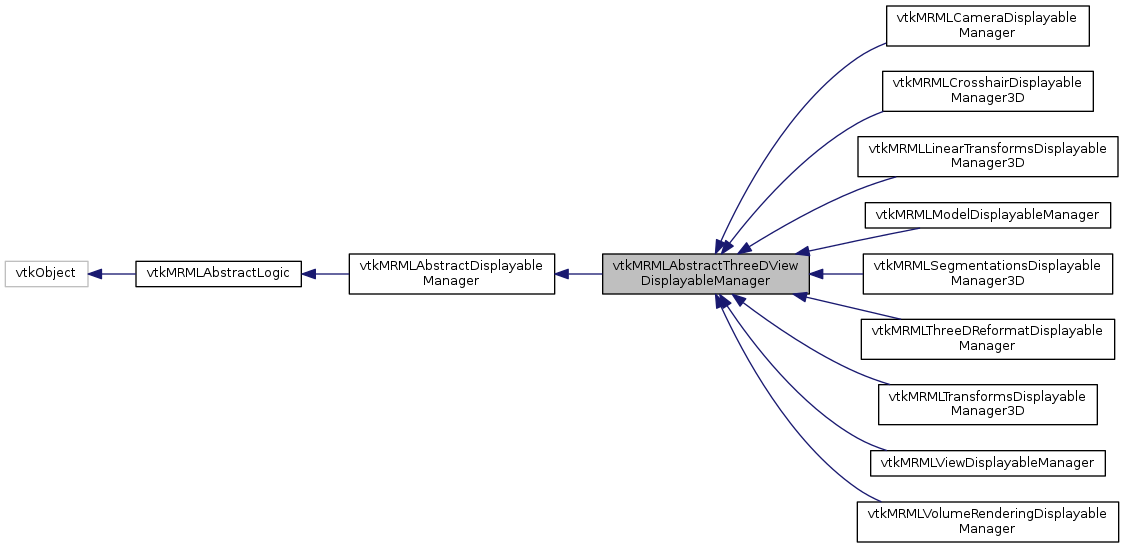 vtkMRMLCameraDisplayable
Manager
vtkMRMLCrosshairDisplayable
Manager3D
vtkMRMLLinearTransformsDisplayable
Manager3D
vtkMRMLModelDisplayableManager
vtkObject
vtkMRMLAbstractLogic
vtkMRMLAbstractDisplayable
Manager
vtkMRMLAbstractThreeDView
DisplayableManager
vtkMRMLSegmentationsDisplayable
Manager3D
vtkMRMLThreeDReformatDisplayable
Manager
vtkMRMLTransformsDisplayable
Manager3D
vtkMRMLViewDisplayableManager
vtkMRMLVolumeRenderingDisplayable
Manager